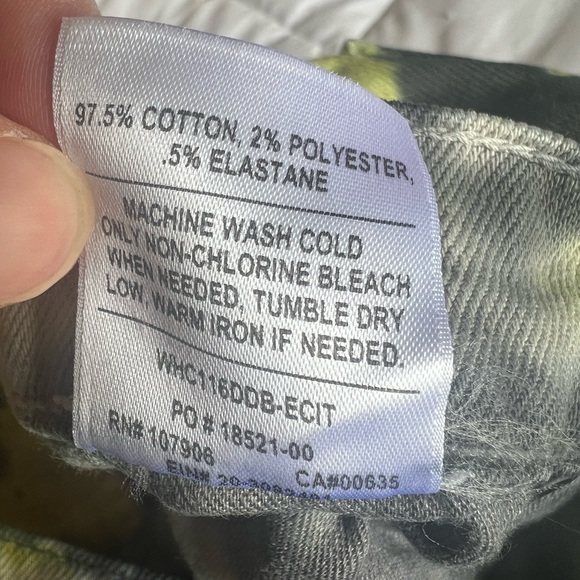 97.5% COTTON, 2% POLYESTER,
.5% ELASTANE
MACHINE WASH COLD
ONLY NON-CHLORINE BLEACH
WHEN NEEDED, TUMBLE DRY
LOW, WARM IRON IF NEEDED.
WHC116DDB-ECIT
PO # 18521-00
RN# 107906 CA#00635
EIN#